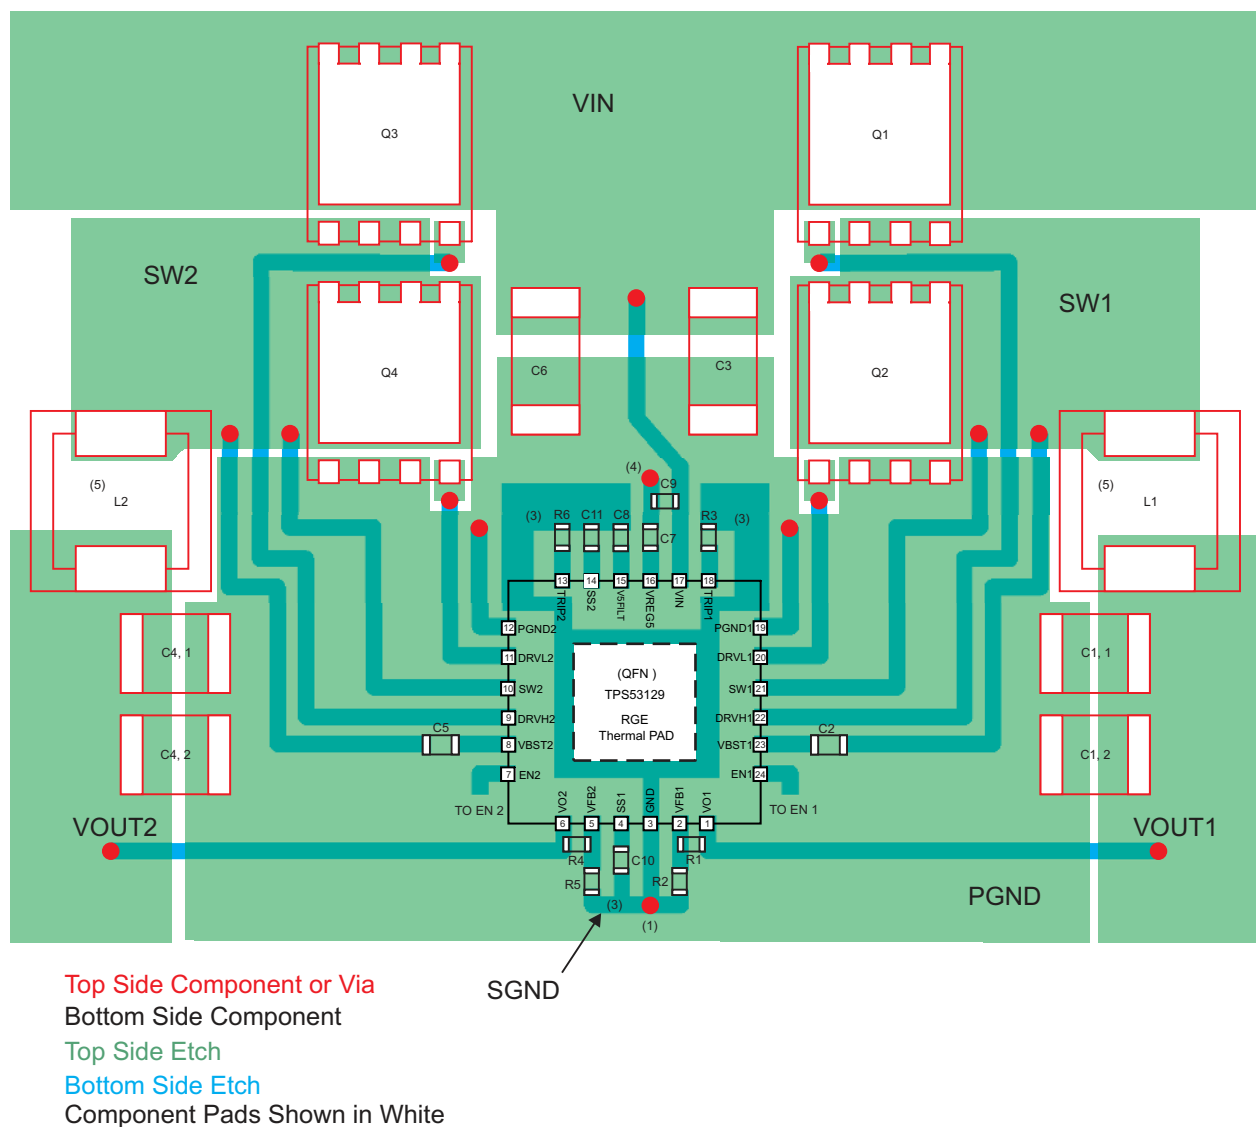 VIN
Q3
Q1
SW2
SW1
C6
C3
Q4
Q2
(5)
L2
(5)
L1
(4)
C9
(3)
R6
C11
C8
C7
R3
(3)
13
14
15
16
17
18
TRIP2
SS2
V5FILT
VREG5
VIN
TRIP1
12
PGND2
PGND1
19
11
DRVL2
DRVL1
20
10
SW2
SW1
21
9
DRVH2
DRVH1
22
8
VBST2
VBST1
23
7
EN2
EN1
24
(QFN )
TPS53129
RGE
Thermal PAD
C4, 1
C1, 1
C5
C2
C4, 2
C1, 2
TO EN 2
TO EN 1
VO2
VFB2
SS1
GND
VFB1
VO1
6
5
4
3
2
1
VOUT2
VOUT1
R4
C10
R1
R5
R2
(3)
(1)
PGND
SGND
Top Side Component or Via
Bottom Side Component
Top Side Etch
Bottom Side Etch
Component Pads Shown in White